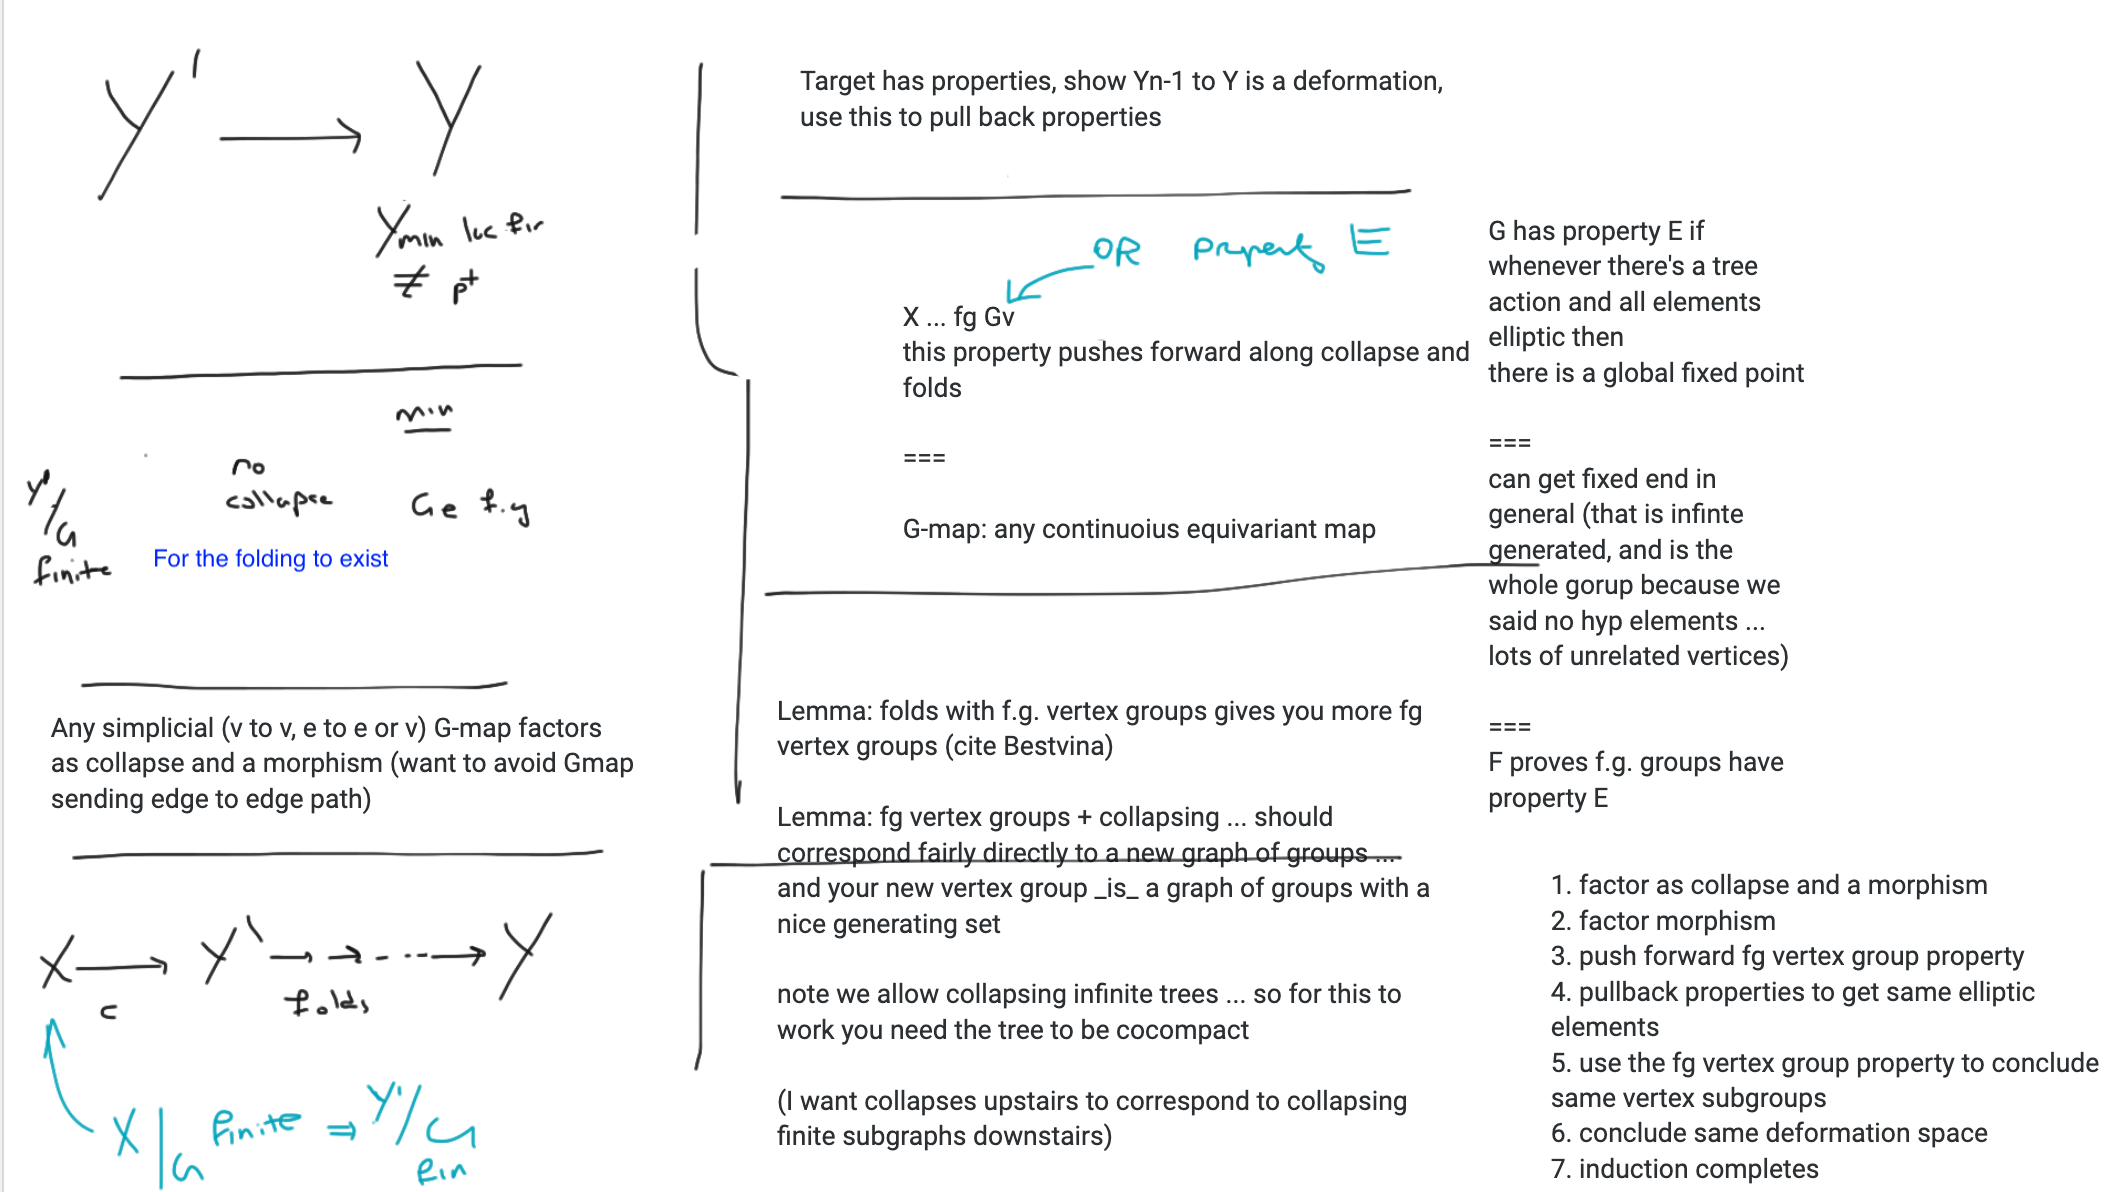 Y' → Y
Ymin loc fin
≠ pt
min
no
collapse
Ge f.g
Y'/G
finite
For the folding to exist
Any simplicial (v to v, e to e or v) G-map factors
as collapse and a morphism (want to avoid Gmap
sending edge to edge path)
X → Y' → → - -- → Y
c
folds
X/G finite ⇒ Y'/G
fin
Target has properties, show Yn-1 to Y is a deformation,
use this to pull back properties
OR property E
X ... fg Gv
this property pushes forward along collapse and
folds
===
G-map: any continuoius equivariant map
Lemma: folds with f.g. vertex groups gives you more fg
vertex groups (cite Bestvina)
Lemma: fg vertex groups + collapsing ... should
correspond fairly directly to a new graph of groups ....
and your new vertex group _is_ a graph of groups with a
nice generating set
note we allow collapsing infinite trees ... so for this to
work you need the tree to be cocompact
(I want collapses upstairs to correspond to collapsing
finite subgraphs downstairs)
G has property E if
whenever there's a tree
action and all elements
elliptic then
there is a global fixed point
===
can get fixed end in
general (that is infinte
generated, and is the
whole gorup because we
said no hyp elements ...
lots of unrelated vertices)
===
F proves f.g. groups have
property E
1. factor as collapse and a morphism
2. factor morphism
3. push forward fg vertex group property
4. pullback properties to get same elliptic
elements
5. use the fg vertex group property to conclude
same vertex subgroups
6. conclude same deformation space
7. induction completes